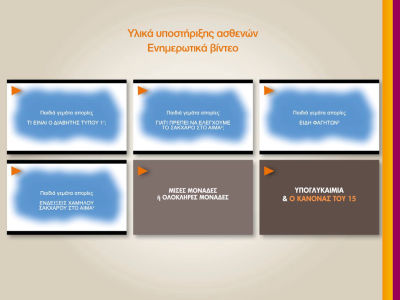 Υλικά υποστήριξης ασθενών
Ενημερωτικά βίντεο
Παιδιά γεμάτα απορίες
ΤΙ ΕΙΝΑΙ Ο ΔΙΑΒΗΤΗΣ ΤΥΠΟΥ 1;
Παιδιά γεμάτα απορίες
ΓΙΑΤΙ ΠΡΕΠΕΙ ΝΑ ΕΛΕΓΧΟΥΜΕ
ΤΟ ΣΑΚΧΑΡΟ ΣΤΟ ΑΙΜΑ;
Παιδιά γεμάτα απορίες
ΕΙΔΗ ΦΑΓΗΤΩΝ
Παιδιά γεμάτα απορίες
ΕΝΔΕΙΞΕΙΣ ΧΑΜΗΛΟΥ
ΣΑΚΧΑΡΟΥ ΣΤΟ ΑΙΜΑ
ΜΙΣΕΣ ΜΟΝΑΔΕΣ
ή ΟΛΟΚΛΗΡΕΣ ΜΟΝΑΔΕΣ
ΥΠΟΓΛΥΚΑΙΜΙΑ
& Ο ΚΑΝΟΝΑΣ ΤΟΥ 15